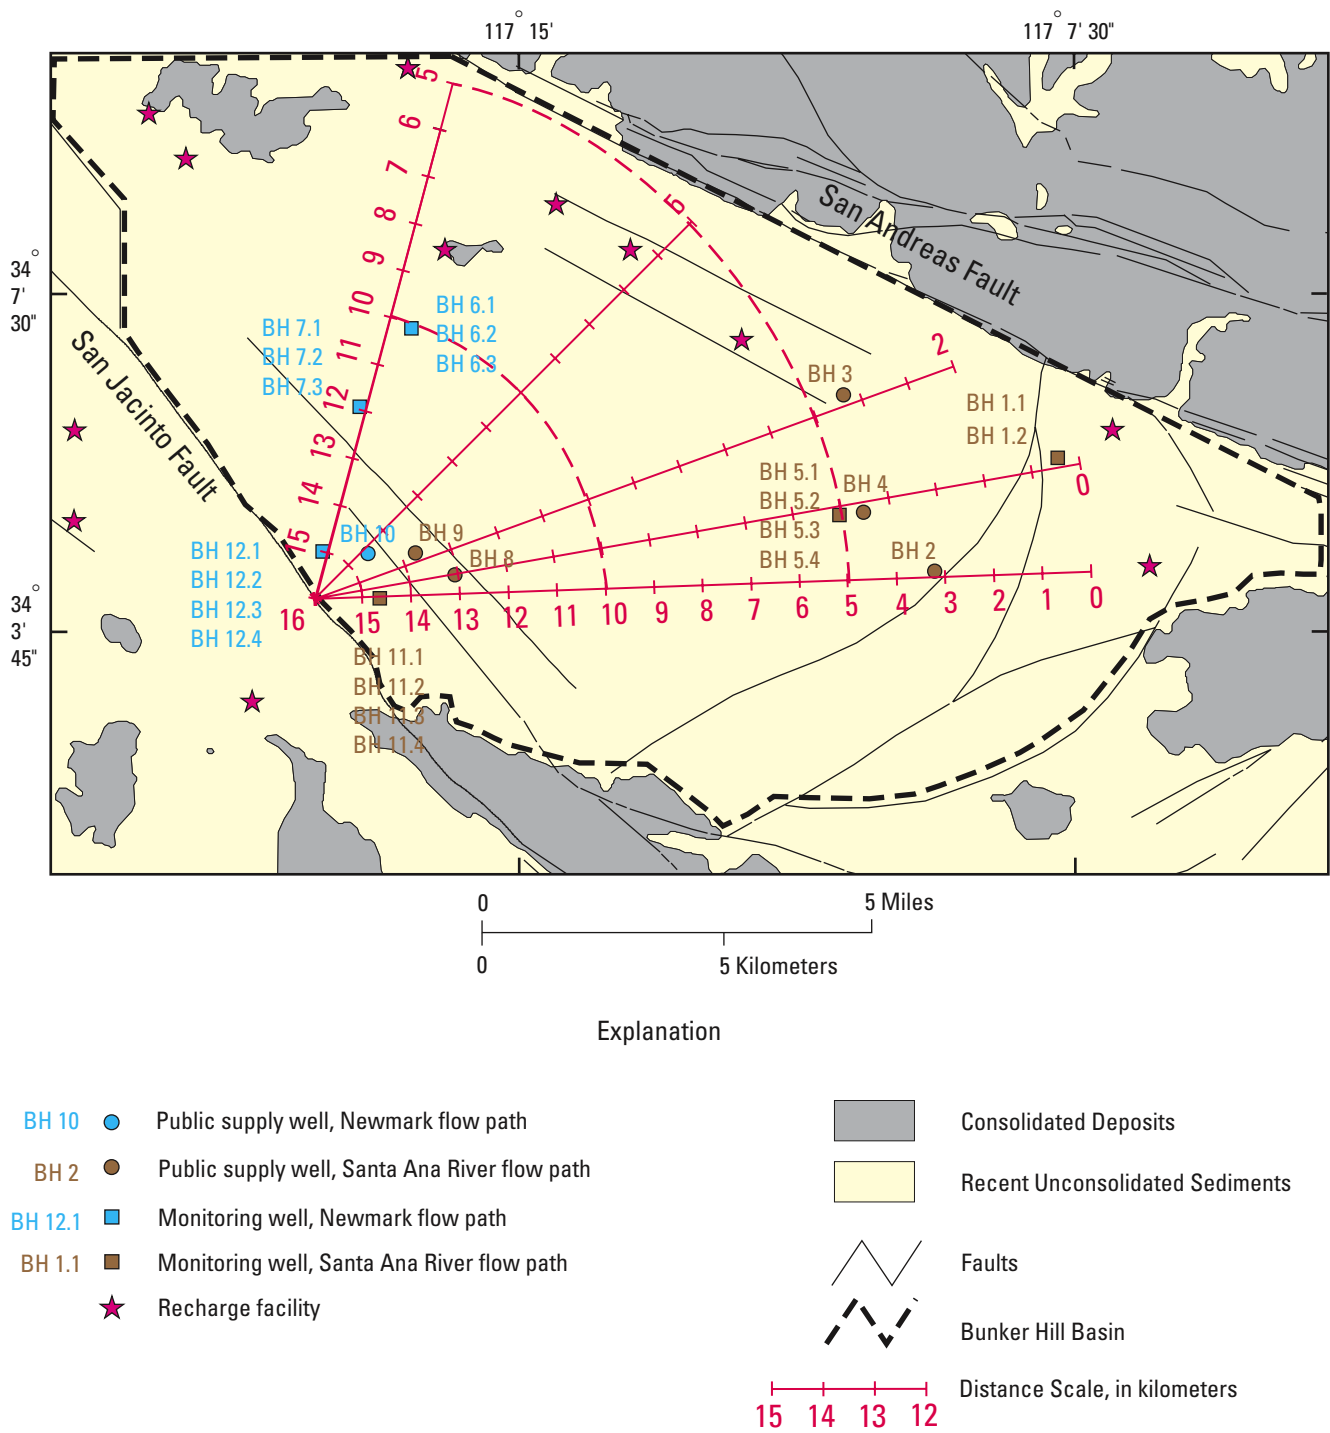 117° 15'
117° 7' 30"
34°
7'
30"
34°
3'
45"
San Andreas Fault
San Jacinto Fault
5
6
7
8
9
10
11
12
13
14
15
5
2
0
16
15
14
13
12
11
10
9
8
7
6
5
4
3
2
1
0
BH 6.1
BH 6.2
BH 6.3
BH 7.1
BH 7.2
BH 7.3
BH 3
BH 1.1
BH 1.2
BH 5.1
BH 5.2
BH 5.3
BH 5.4
BH 4
BH 2
BH 10
BH 9
BH 8
BH 12.1
BH 12.2
BH 12.3
BH 12.4
BH 11.1
BH 11.2
BH 11.3
BH 11.4
0
5 Miles
0
5 Kilometers
Explanation
BH 10 Public supply well, Newmark flow path
BH 2 Public supply well, Santa Ana River flow path
BH 12.1 Monitoring well, Newmark flow path
BH 1.1 Monitoring well, Santa Ana River flow path
Recharge facility
Consolidated Deposits
Recent Unconsolidated Sediments
Faults
Bunker Hill Basin
Distance Scale, in kilometers
15 14 13 12